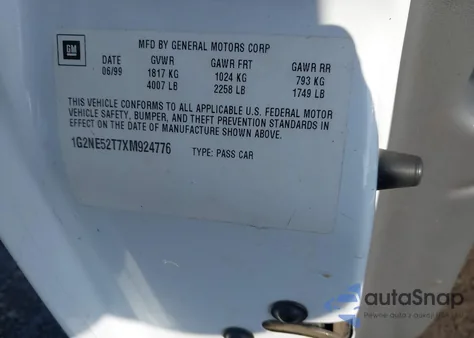 GM
MFD BY GENERAL MOTORS CORP
DATE GVWR GAWR FRT GAWR RR
06/99 1817 KG 1024 KG 793 KG
4007 LB 2258 LB 1749 LB
THIS VEHICLE CONFORMS TO ALL APPLICABLE U.S. FEDERAL MOTOR
VEHICLE SAFETY, BUMPER, AND THEFT PREVENTION STANDARDS IN
EFFECT ON THE DATE OF MANUFACTURE SHOWN ABOVE.
1G2NE52T7XM924776 TYPE: PASS CAR
autoSnap
Pewne auto z